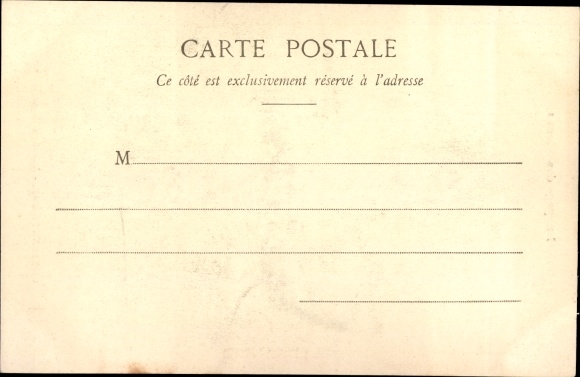 CARTE POSTALE
Ce côté est exclusivement réservé à l'adresse
M